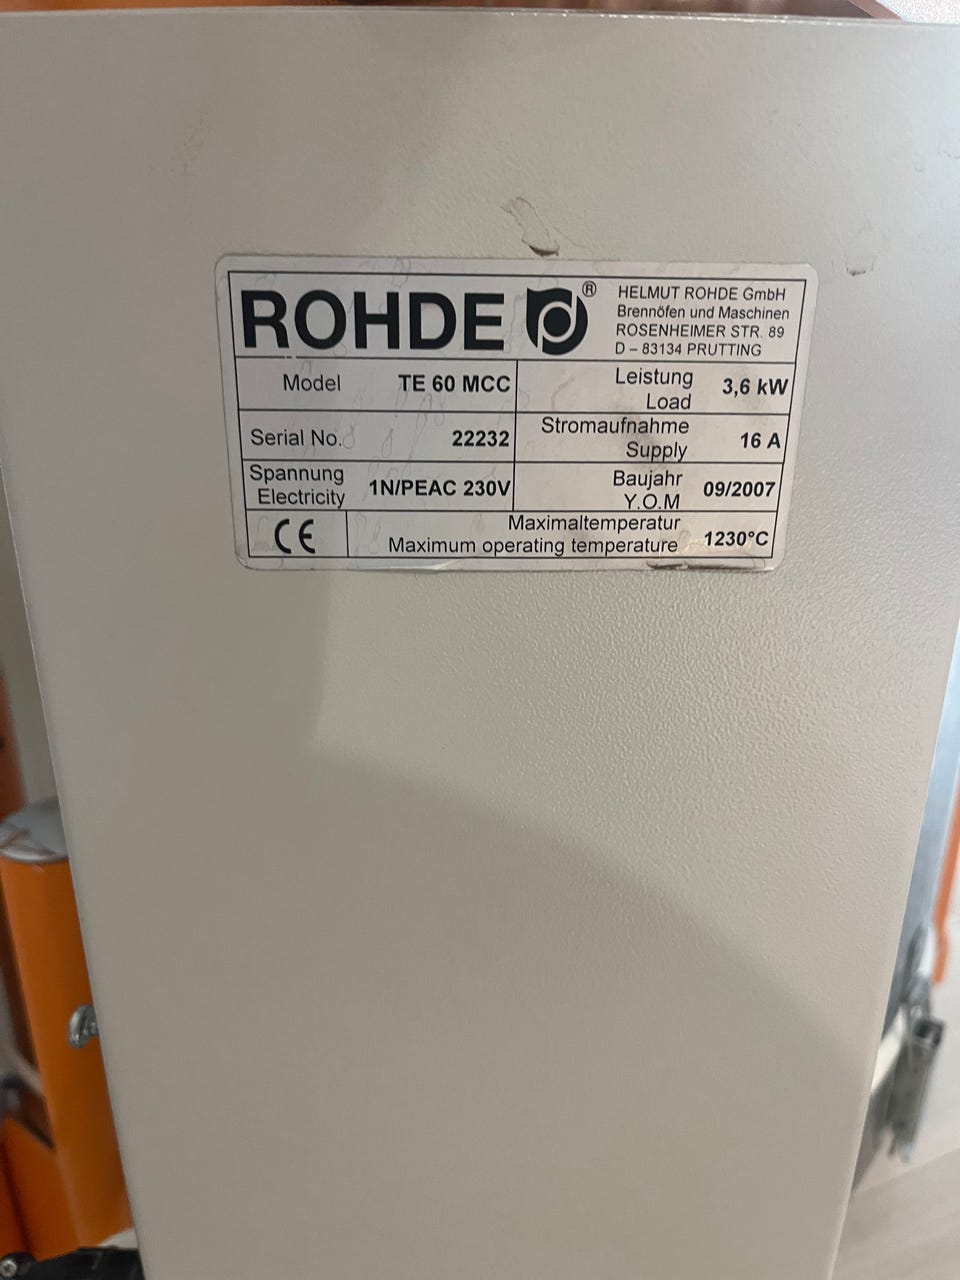 ROHDE ®
HELMUT ROHDE GmbH
Brennöfen und Maschinen
ROSENHEIMER STR. 89
D – 83134 PRUTTING
Model TE 60 MCC
Leistung
Load 3,6 kW
Serial No. 22232
Stromaufnahme
Supply 16 A
Spannung
Electricity 1N/PEAC 230V
Baujahr
Y.O.M 09/2007
CE
Maximaltemperatur
Maximum operating temperature 1230°C